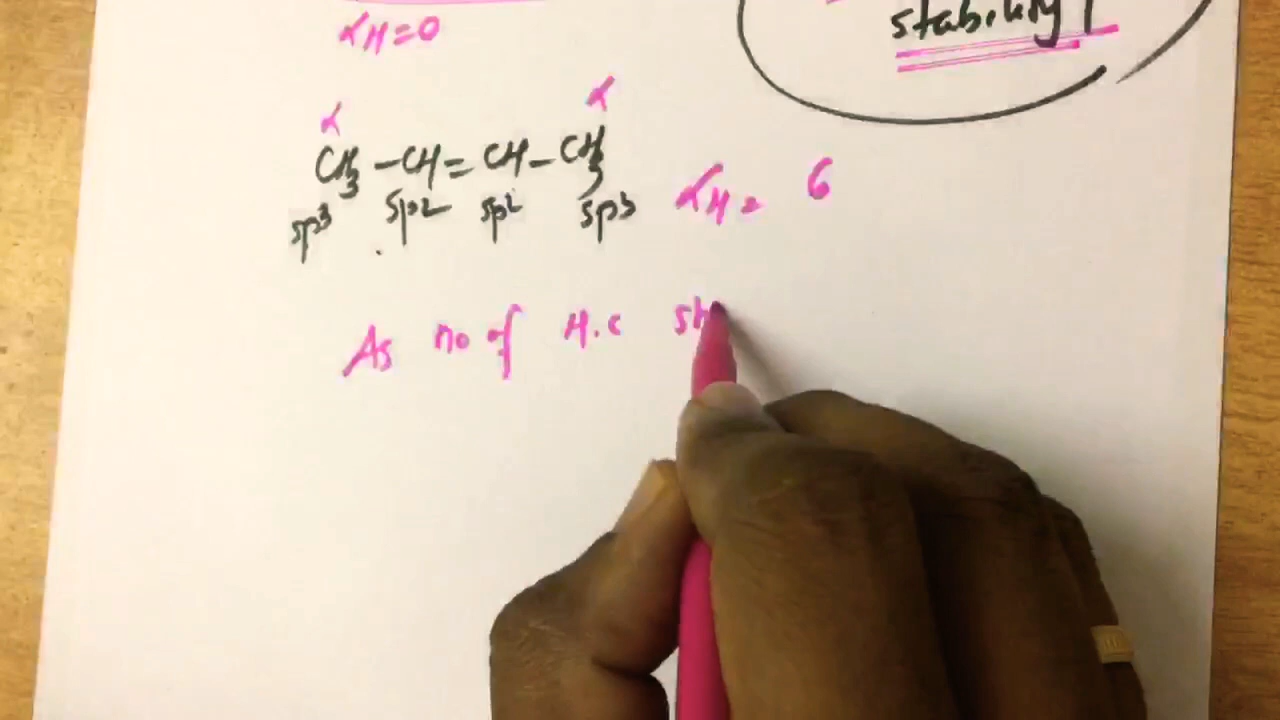 αH=0
stability
α α
CH3-CH=CH-CH3
sp3 sp2 sp2 sp3
αH= 6
As no of H.C